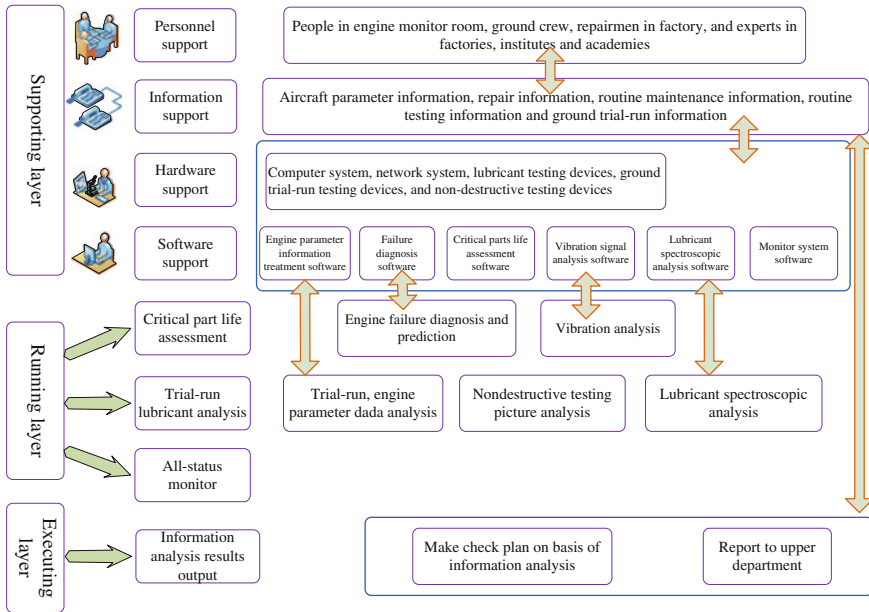 Supporting layer
Personnel
support
People in engine monitor room, ground crew, repairmen in factory, and experts in
factories, institutes and academies
Information
support
Aircraft parameter information, repair information, routine maintenance information, routine
testing information and ground trial-run information
Hardware
support
Computer system, network system, lubricant testing devices, ground
trial-run testing devices, and non-destructive testing devices
Software
support
Engine parameter
information
treatment software
Failure
diagnosis
software
Critical parts life
assessment
software
Vibration signal
analysis software
Lubricant
spectroscopic
analysis software
Monitor system
software
Running layer
Critical part life
assessment
Engine failure diagnosis and
prediction
Vibration analysis
Trial-run
lubricant analysis
Trial-run, engine
parameter dada analysis
Nondestructive testing
picture analysis
Lubricant spectroscopic
analysis
All-status
monitor
Executing
layer
Information
analysis results
output
Make check plan on basis of
information analysis
Report to upper
department